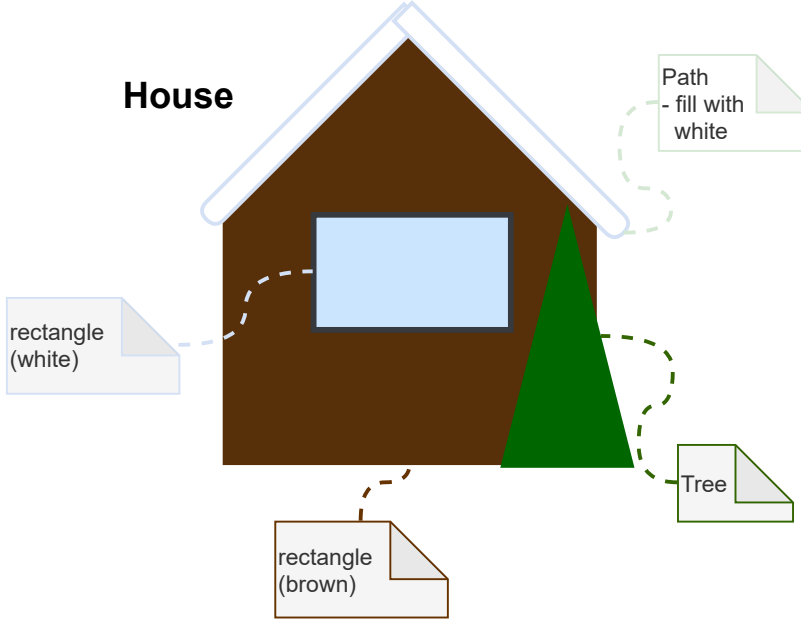 House
Path
- fill with
white
rectangle
(white)
Tree
rectangle
(brown)